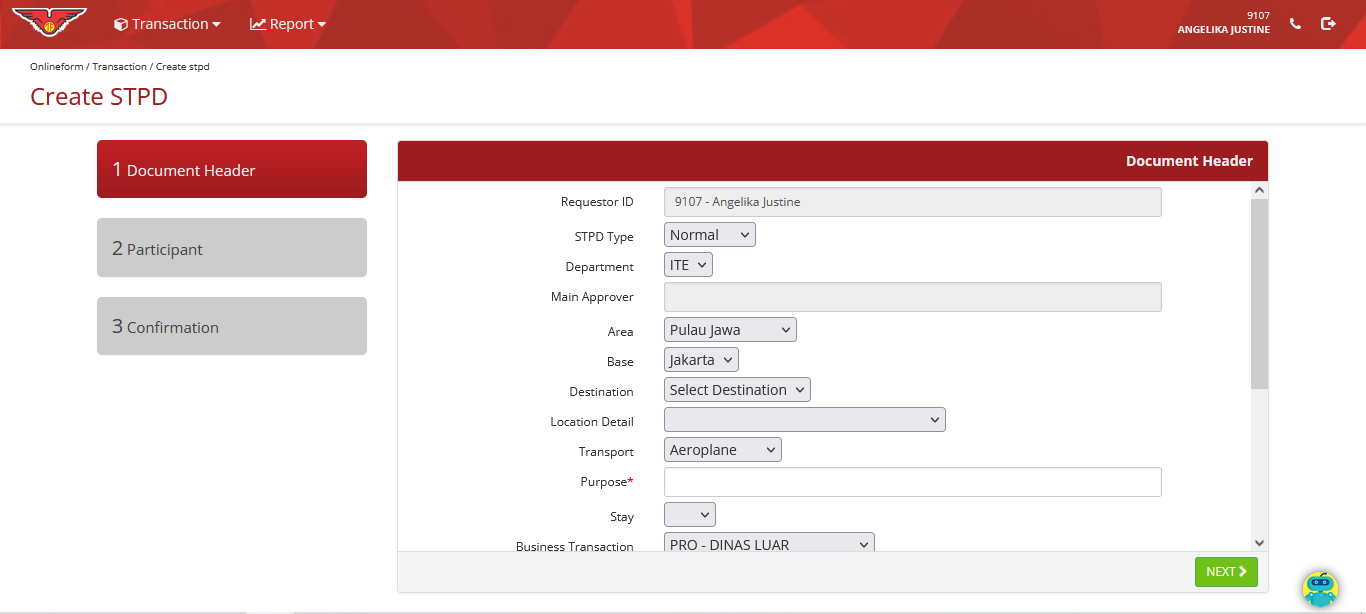 Transaction Report 9107
ANGELIKA JUSTINE
Onlineform / Transaction / Create stpd
Create STPD
1 Document Header
2 Participant
3 Confirmation
Document Header
Requestor ID 9107 - Angelika Justine
STPD Type Normal
Department ITE
Main Approver
Area Pulau Jawa
Base Jakarta
Destination Select Destination
Location Detail
Transport Aeroplane
Purpose*
Stay
Business Transaction PRO - DINAS LUAR
NEXT